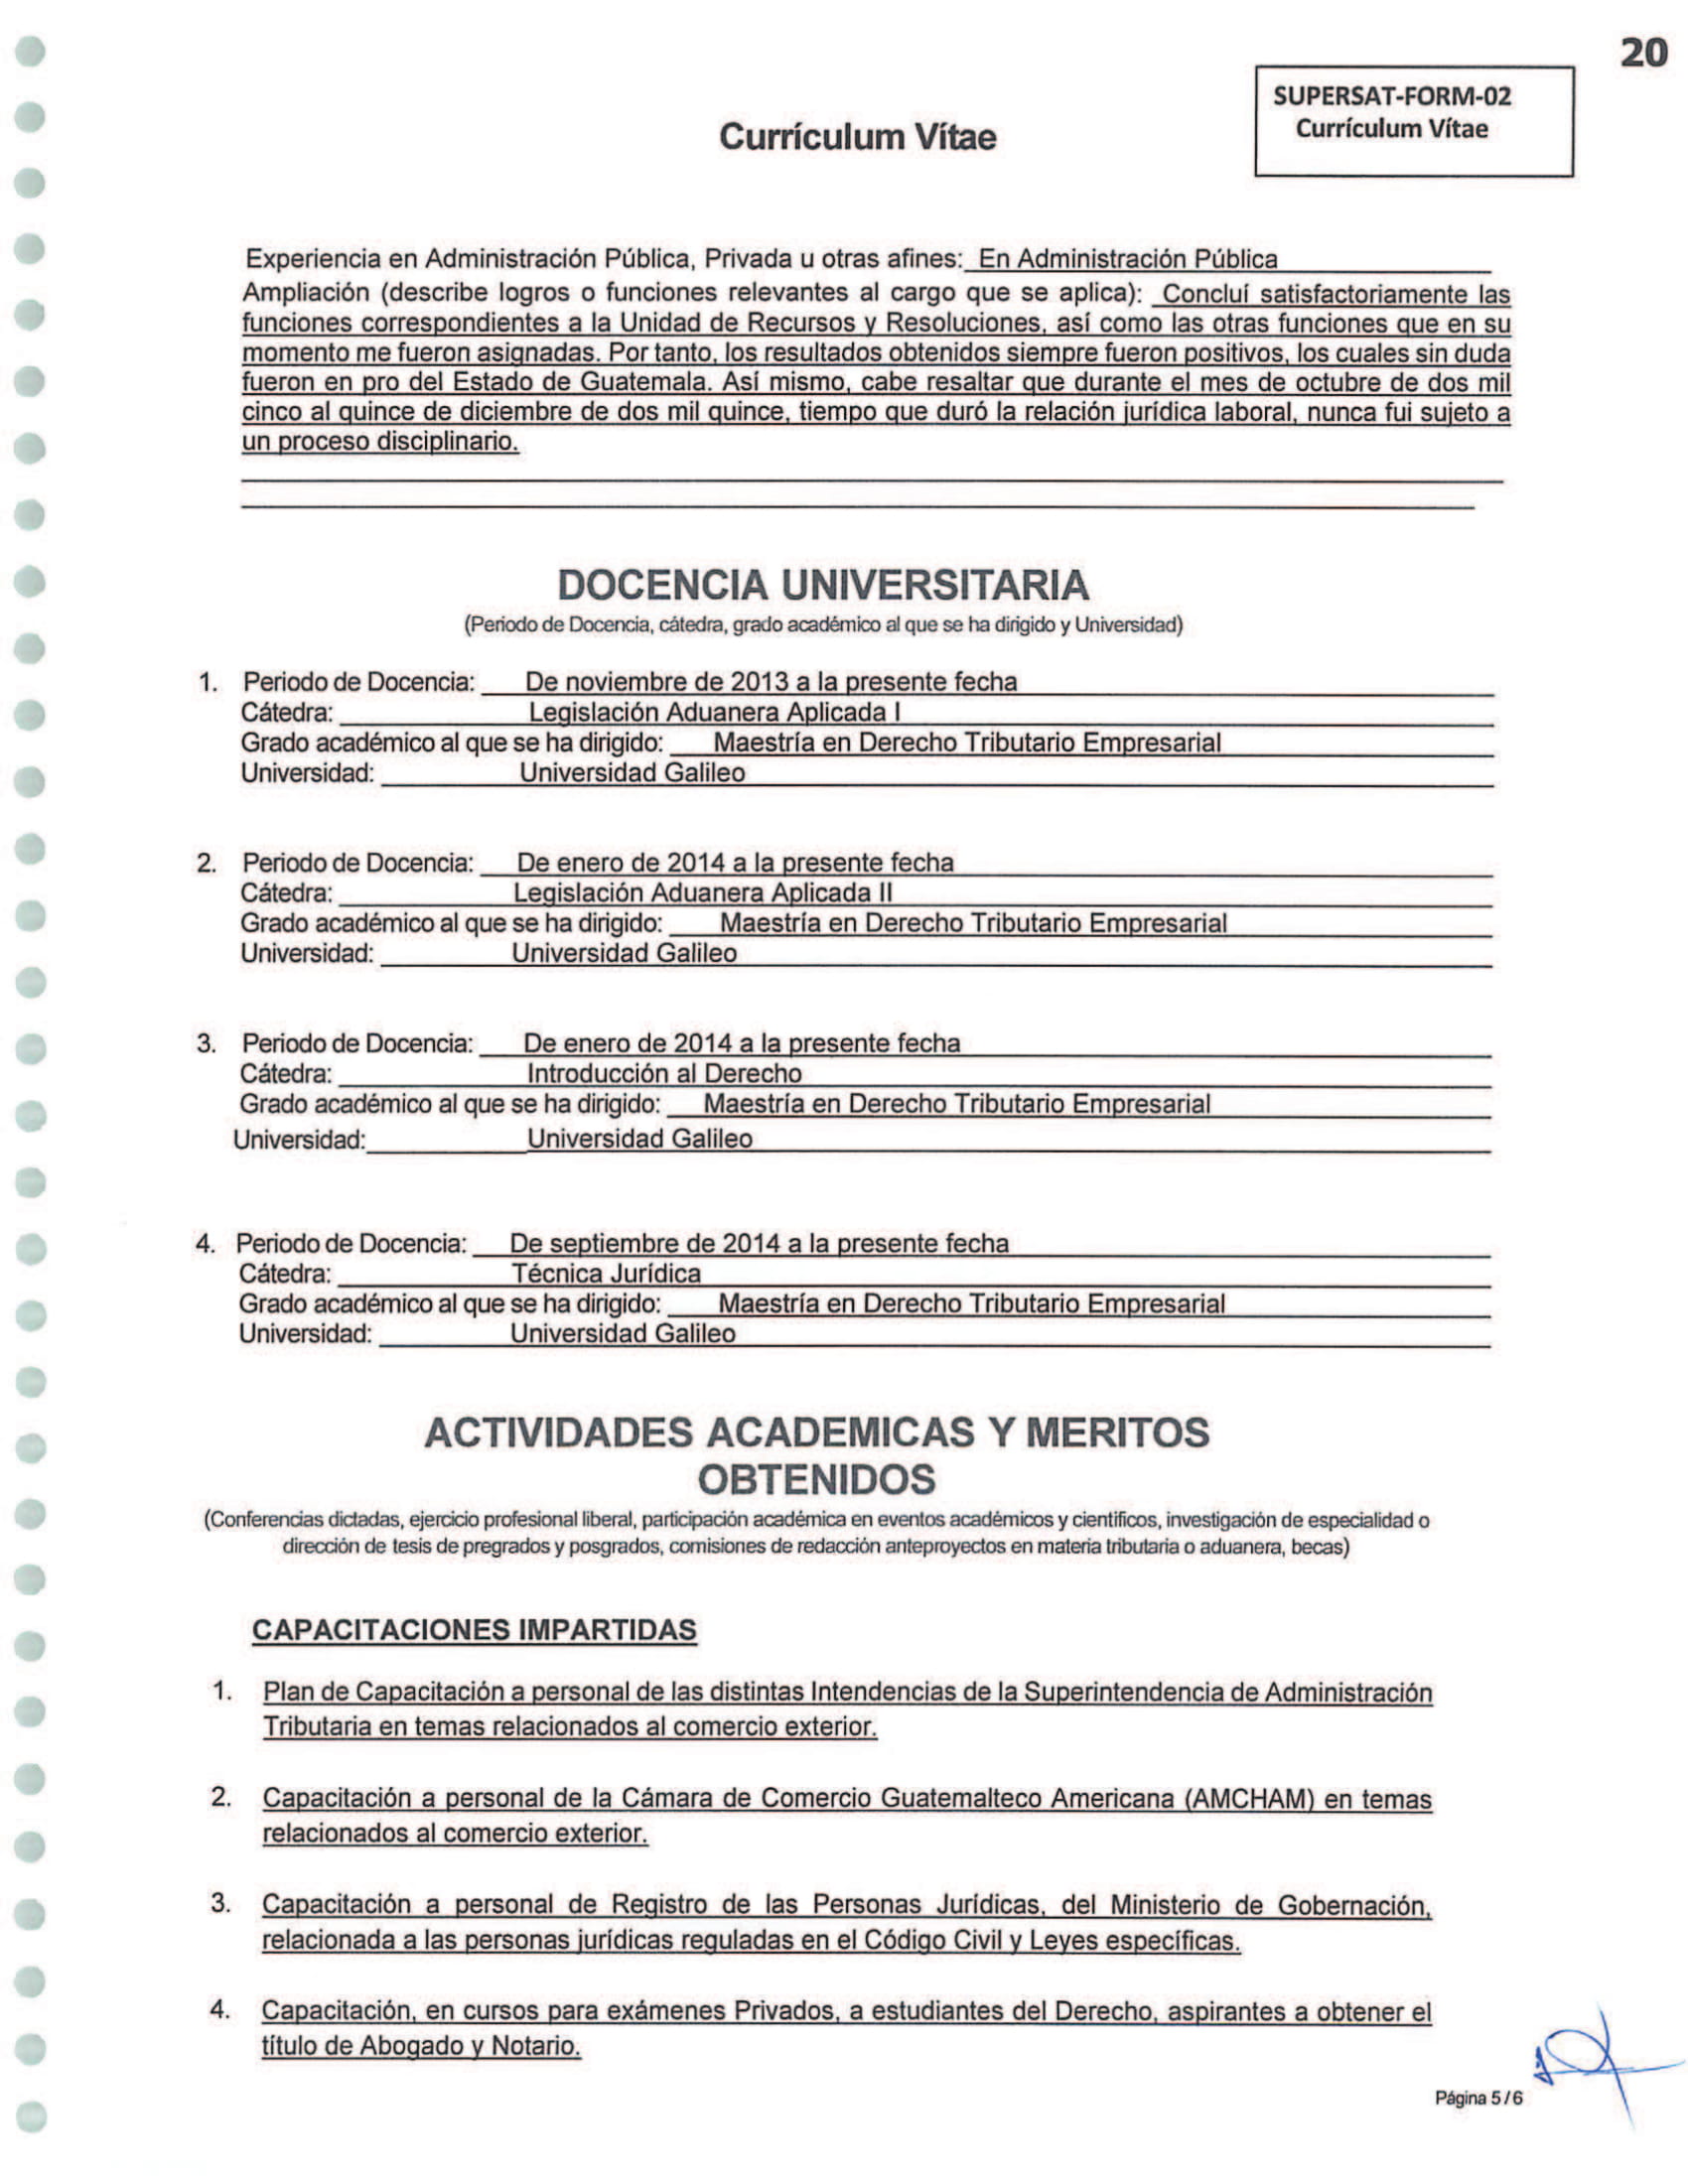 20
SUPERSAT-FORM-02
Currículum Vítae
Currículum Vítae
Experiencia en Administración Pública, Privada u otras afines: En Administración Pública
Ampliación (describe logros o funciones relevantes al cargo que se aplica): Concluí satisfactoriamente las
funciones correspondientes a la Unidad de Recursos y Resoluciones, así como las otras funciones que en su
momento me fueron asignadas. Por tanto, los resultados obtenidos siempre fueron positivos, los cuales sin duda
fueron en pro del Estado de Guatemala. Así mismo, cabe resaltar que durante el mes de octubre de dos mil
cinco al quince de diciembre de dos mil quince, tiempo que duró la relación jurídica laboral, nunca fui sujeto a
un proceso disciplinario.
DOCENCIA UNIVERSITARIA
(Periodo de Docencia, cátedra, grado académico al que se ha dirigido y Universidad)
1. Periodo de Docencia: De noviembre de 2013 a la presente fecha
Cátedra: Legislación Aduanera Aplicada I
Grado académico al que se ha dirigido: Maestría en Derecho Tributario Empresarial
Universidad: Universidad Galileo
2. Periodo de Docencia: De enero de 2014 a la presente fecha
Cátedra: Legislación Aduanera Aplicada II
Grado académico al que se ha dirigido: Maestría en Derecho Tributario Empresarial
Universidad: Universidad Galileo
3. Periodo de Docencia: De enero de 2014 a la presente fecha
Cátedra: Introducción al Derecho
Grado académico al que se ha dirigido: Maestría en Derecho Tributario Empresarial
Universidad: Universidad Galileo
4. Periodo de Docencia: De septiembre de 2014 a la presente fecha
Cátedra: Técnica Jurídica
Grado académico al que se ha dirigido: Maestría en Derecho Tributario Empresarial
Universidad: Universidad Galileo
ACTIVIDADES ACADEMICAS Y MERITOS
OBTENIDOS
(Conferencias dictadas, ejercicio profesional liberal, participación académica en eventos académicos y científicos, investigación de especialidad o
dirección de tesis de pregrados y posgrados, comisiones de redacción anteproyectos en materia tributaria o aduanera, becas)
CAPACITACIONES IMPARTIDAS
1. Plan de Capacitación a personal de las distintas Intendencias de la Superintendencia de Administración
Tributaria en temas relacionados al comercio exterior.
2. Capacitación a personal de la Cámara de Comercio Guatemalteco Americana (AMCHAM) en temas
relacionados al comercio exterior.
3. Capacitación a personal de Registro de las Personas Jurídicas, del Ministerio de Gobernación,
relacionada a las personas jurídicas reguladas en el Código Civil y Leyes específicas.
4. Capacitación, en cursos para exámenes Privados, a estudiantes del Derecho, aspirantes a obtener el
título de Abogado y Notario.
Página 5 / 6